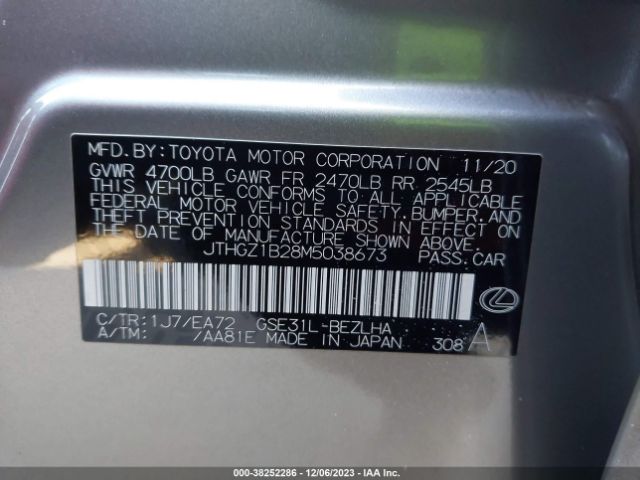 MFD.BY:TOYOTA MOTOR CORPORATION 11/20
GVWR 4700LB GAWR FR 2470LB RR 2545LB
THIS VEHICLE CONFORMS TO ALL APPLICABLE
FEDERAL MOTOR VEHICLE SAFETY,BUMPER,AND
THEFT PREVENTION STANDARDS IN EFFECT ON
THE DATE OF MANUFACTURE SHOWN ABOVE.
JTHGZ1B28M5038673 PASS.CAR
C/TR:1J7/EA72 GSE31L-BEZLHA
A/TM: /AA81E MADE IN JAPAN 308 A
000-38252286 - 12/06/2023 - IAA Inc.